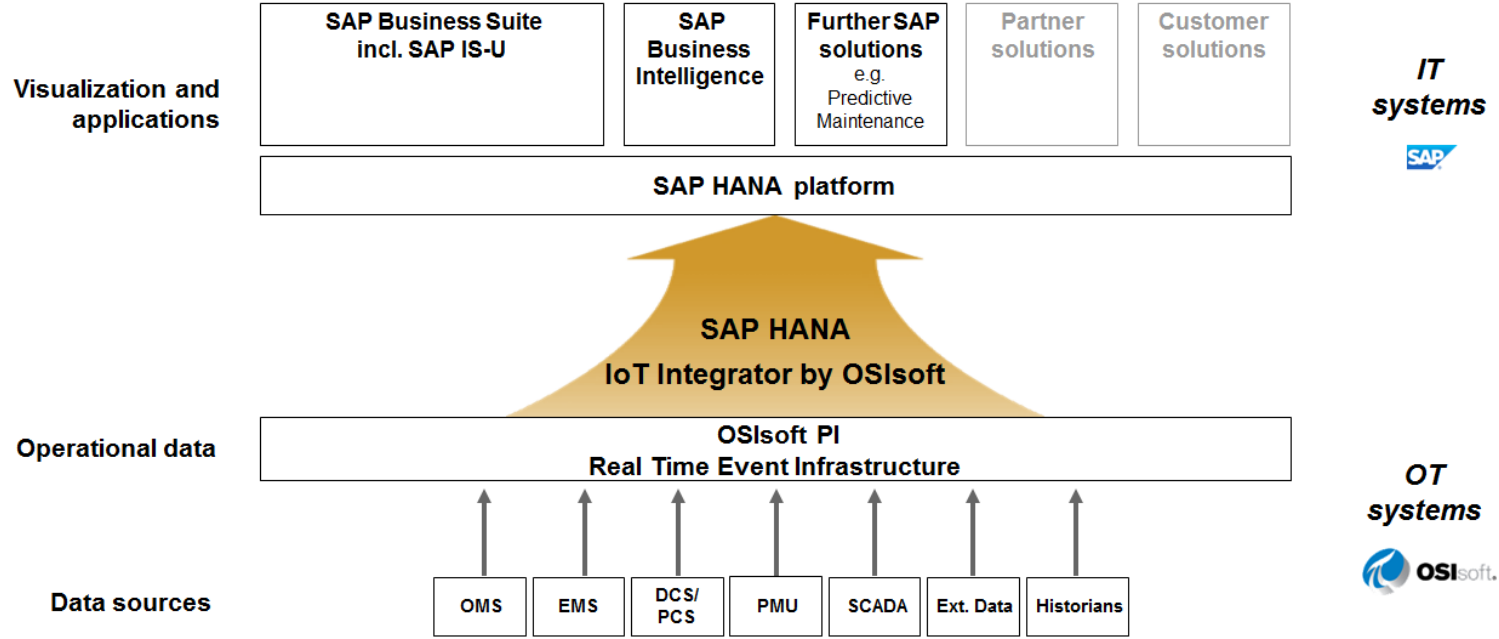 SAP Business Suite
incl. SAP IS-U
SAP
Business
Intelligence
Further SAP
solutions
e.g.
Predictive
Maintenance
Partner
solutions
Customer
solutions
Visualization and
applications
IT
systems
SAP
SAP HANA platform
SAP HANA
IoT Integrator by OSIsoft
Operational data
OSIsoft PI
Real Time Event Infrastructure
OT
systems
OSIsoft.
Data sources
OMS
EMS
DCS/
PCS
PMU
SCADA
Ext. Data
Historians